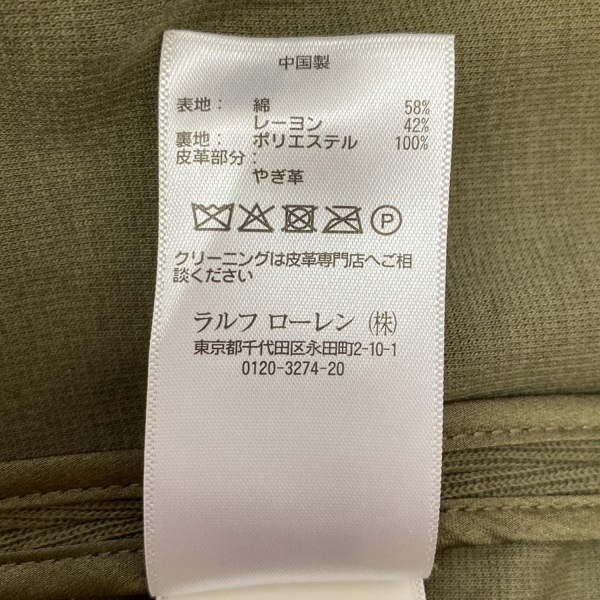 中国製
表地： 綿 58%
レーヨン 42%
裏地： ポリエステル 100%
皮革部分：
やぎ革
P
クリーニングは皮革専門店へご相
談ください
ラルフ ローレン (株)
東京都千代田区永田町2-10-1
0120-3274-20